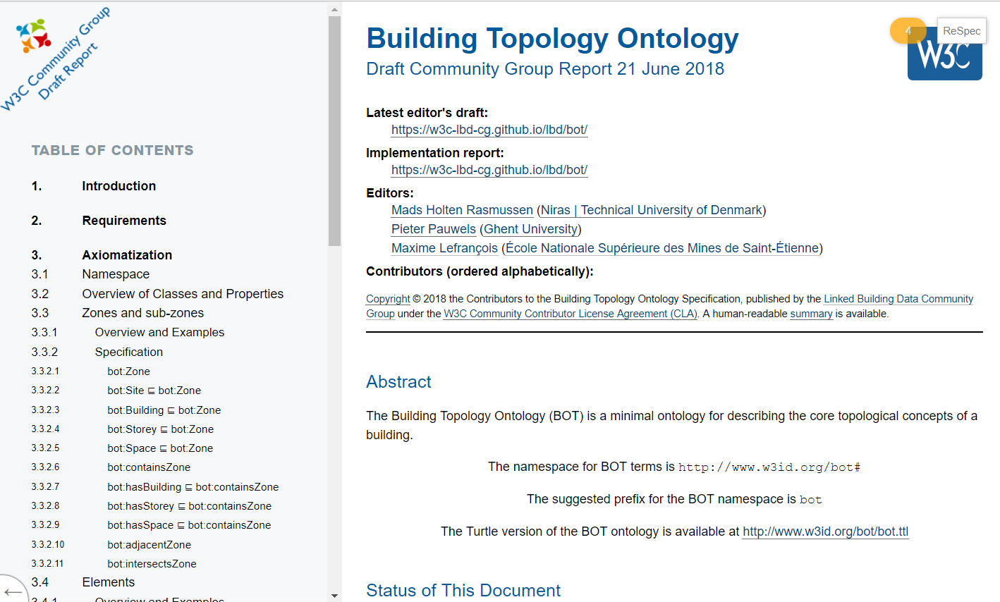 W3C Community Group
Draft Report
TABLE OF CONTENTS
1. Introduction
2. Requirements
3. Axiomatization
3.1 Namespace
3.2 Overview of Classes and Properties
3.3 Zones and sub-zones
3.3.1 Overview and Examples
3.3.2 Specification
3.3.2.1 bot:Zone
3.3.2.2 bot:Site ⊑ bot:Zone
3.3.2.3 bot:Building ⊑ bot:Zone
3.3.2.4 bot:Storey ⊑ bot:Zone
3.3.2.5 bot:Space ⊑ bot:Zone
3.3.2.6 bot:containsZone
3.3.2.7 bot:hasBuilding ⊑ bot:containsZone
3.3.2.8 bot:hasStorey ⊑ bot:containsZone
3.3.2.9 bot:hasSpace ⊑ bot:containsZone
3.3.2.10 bot:adjacentZone
3.3.2.11 bot:intersectsZone
3.4 Elements
3.4.1 Overview and Examples
Building Topology Ontology
Draft Community Group Report 21 June 2018
4
ReSpec
W3C
Latest editor's draft:
https://w3c-lbd-cg.github.io/lbd/bot/
Implementation report:
https://w3c-lbd-cg.github.io/lbd/bot/
Editors:
Mads Holten Rasmussen (Niras | Technical University of Denmark)
Pieter Pauwels (Ghent University)
Maxime Lefrançois (École Nationale Supérieure des Mines de Saint-Étienne)
Contributors (ordered alphabetically):
Copyright © 2018 the Contributors to the Building Topology Ontology Specification, published by the Linked Building Data Community
Group under the W3C Community Contributor License Agreement (CLA). A human-readable summary is available.
Abstract
The Building Topology Ontology (BOT) is a minimal ontology for describing the core topological concepts of a
building.
The namespace for BOT terms is http://www.w3id.org/bot#
The suggested prefix for the BOT namespace is bot
The Turtle version of the BOT ontology is available at http://www.w3id.org/bot/bot.ttl
Status of This Document